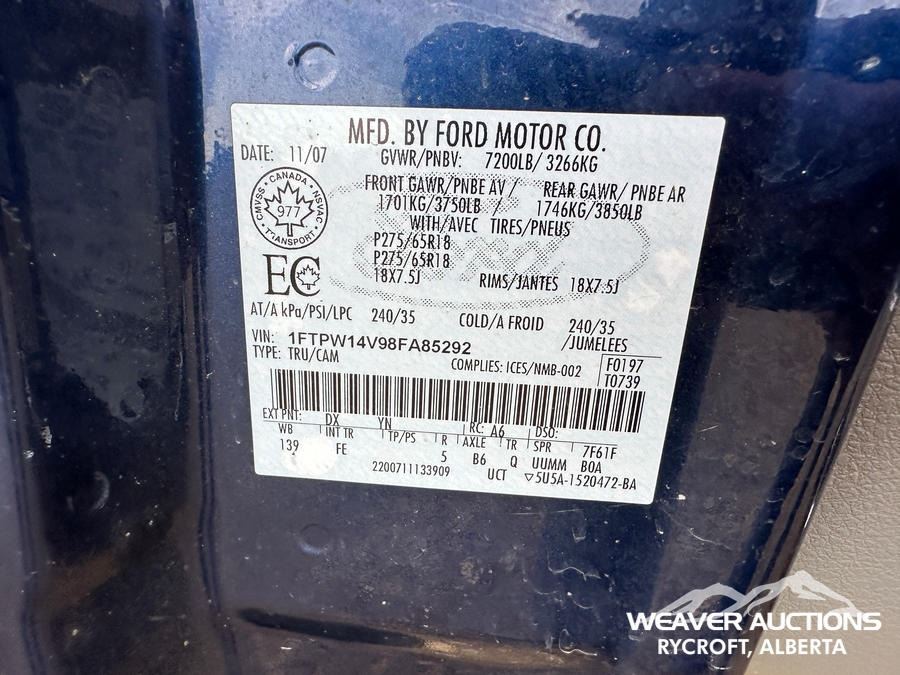 MFD. BY FORD MOTOR CO.
DATE: 11/07 GVWR/PNBV: 7200LB/ 3266KG
FRONT GAWR/PNBE AV / REAR GAWR/ PNBE AR
1701KG/3750LB / 1746KG/3850LB
WITH/AVEC TIRES/PNEUS
P275/65R18
P275/65R18
18X7.5J RIMS/JANTES 18X7.5J
CMVSS • CANADA • NSVAC • TRANSPORT •
977
EC
AT/A kPa/PSI/LPC 240/35 COLD/A FROID 240/35
/JUMELEES
VIN: 1FTPW14V98FA85292
TYPE: TRU/CAM
COMPLIES: ICES/NMB-002
F0197
T0739
EXT PNT: DX YN RC: A6 DSO:
WB INT TR TP/PS R AXLE TR SPR 7F61F
139 FE 5 B6 Q UUMM BOA
2200711133909 UCT ▽5U5A-1520472-BA
WEAVER AUCTIONS
RYCROFT, ALBERTA